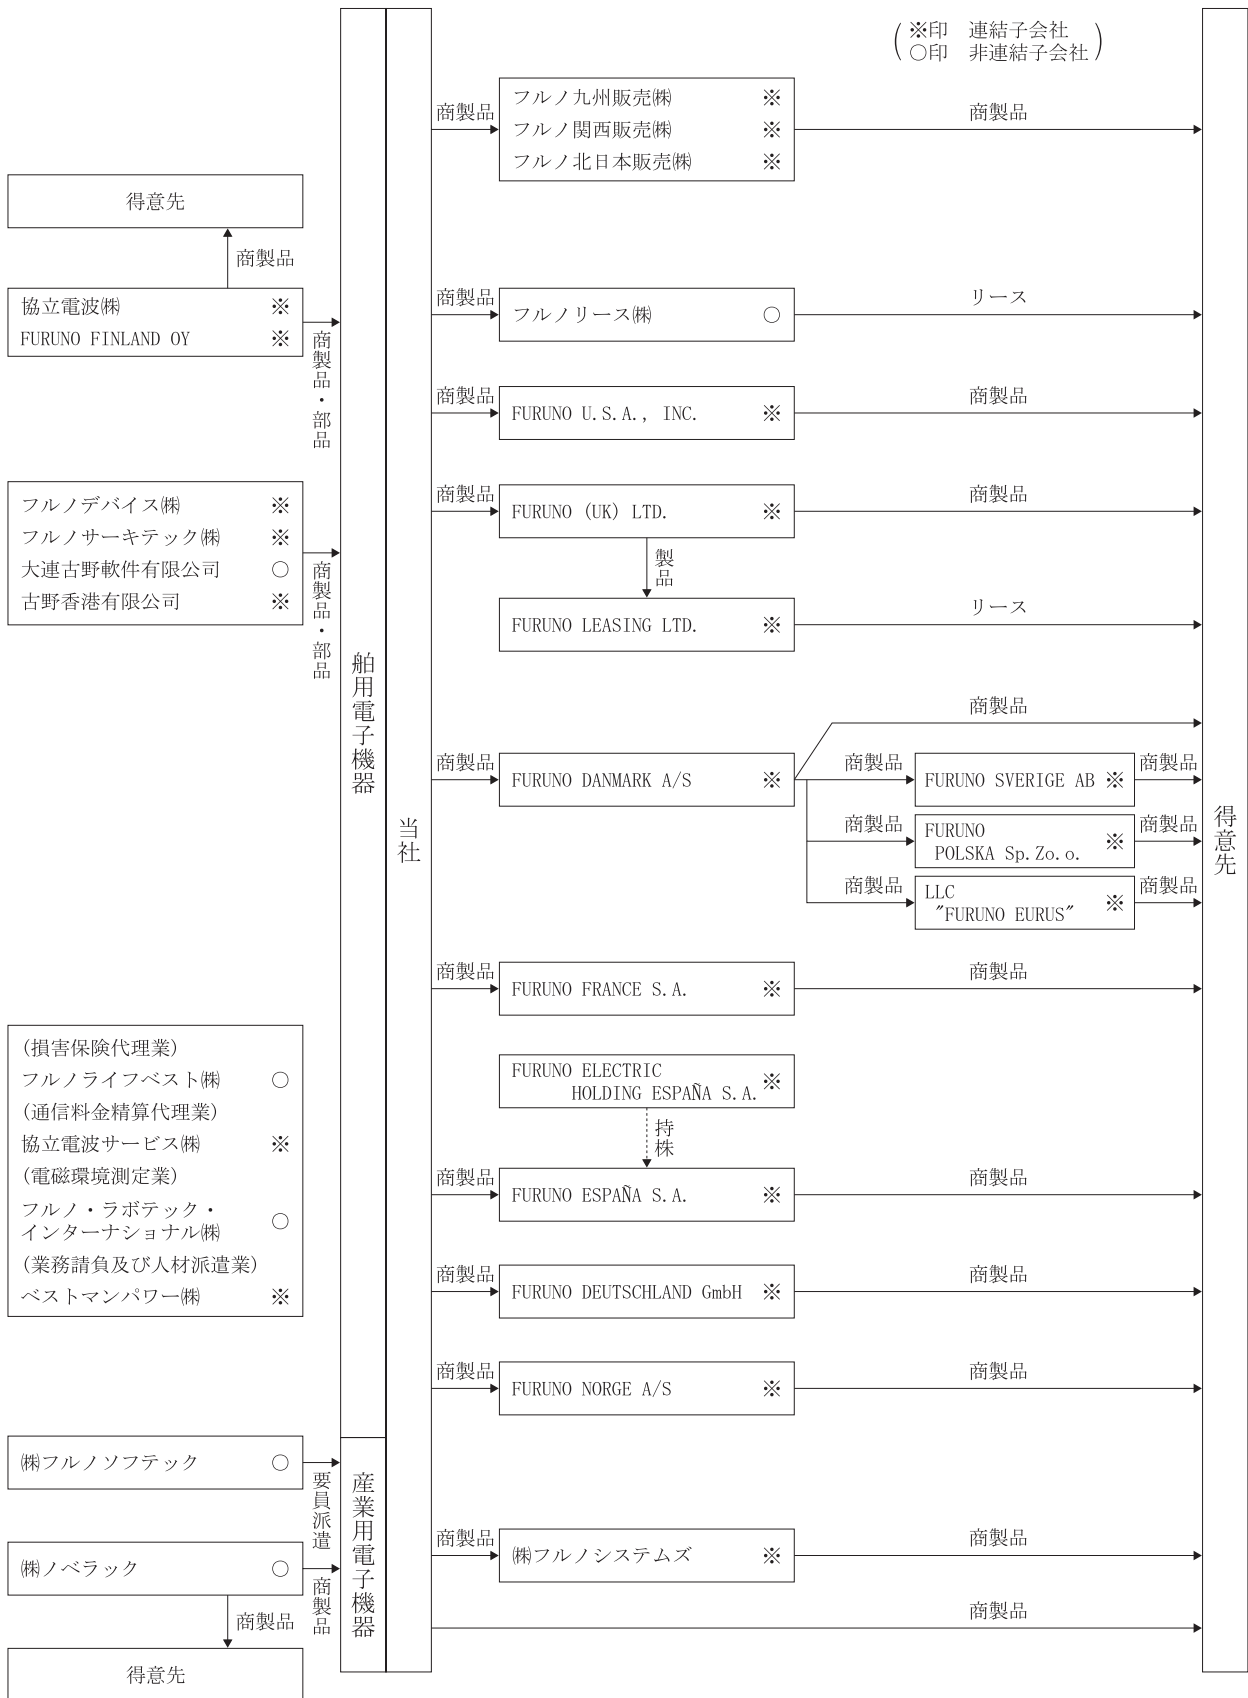 ※印　連結子会社
○印　非連結子会社
商製品
フルノ九州販売㈱　※
フルノ関西販売㈱　※
フルノ北日本販売㈱　※
商製品
得意先
商製品
協立電波㈱　※
FURUNO FINLAND OY　※
商製品・部品
商製品
フルノリース㈱　○
リース
商製品
FURUNO U.S.A., INC.　※
商製品
フルノデバイス㈱　※
フルノサーキテック㈱　※
大連古野軟件有限公司　○
古野香港有限公司　※
商製品・部品
商製品
FURUNO (UK) LTD.　※
商製品
製品
FURUNO LEASING LTD.　※
リース
舶用電子機器
当社
得意先
商製品
商製品
FURUNO DANMARK A/S　※
商製品
FURUNO SVERIGE AB ※
商製品
商製品
FURUNO
POLSKA Sp.Zo.o.　※
商製品
商製品
LLC
"FURUNO EURUS"　※
商製品
商製品
FURUNO FRANCE S.A.　※
商製品
(損害保険代理業)
フルノライフベスト㈱　○
(通信料金精算代理業)
協立電波サービス㈱　※
(電磁環境測定業)
フルノ・ラボテック・
インターナショナル㈱　○
(業務請負及び人材派遣業)
ベストマンパワー㈱　※
FURUNO ELECTRIC
HOLDING ESPAÑA S.A.※
持株
商製品
FURUNO ESPAÑA S.A.　※
商製品
商製品
FURUNO DEUTSCHLAND GmbH　※
商製品
商製品
FURUNO NORGE A/S　※
商製品
㈱フルノソフテック　○
要員派遣
産業用電子機器
㈱ノベラック　○
商製品
商製品
得意先
商製品
㈱フルノシステムズ　※
商製品
商製品